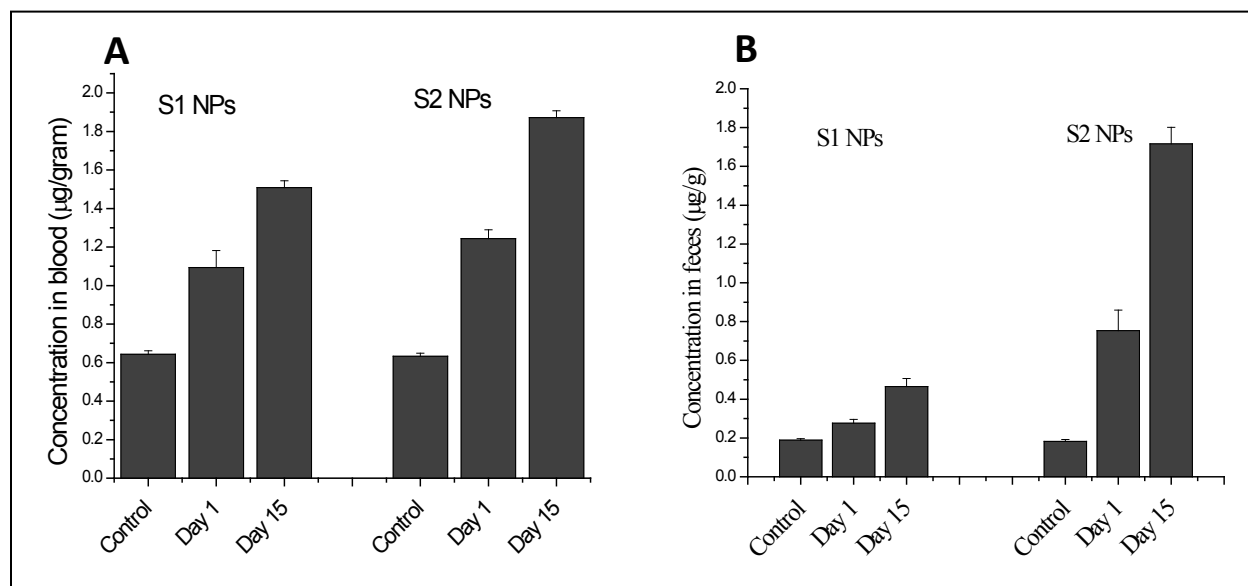 A
Concentration in blood (µg/gram)
2.0
1.8
1.6
1.4
1.2
1.0
0.8
0.6
0.4
0.2
0.0
S1 NPs
S2 NPs
Control
Day 1
Day 15
Control
Day 1
Day 15
B
Concentration in feces (µg/g)
2.0
1.8
1.6
1.4
1.2
1.0
0.8
0.6
0.4
0.2
0.0
S1 NPs
S2 NPs
Control
Day 1
Day 15
Control
Day 1
Day 15